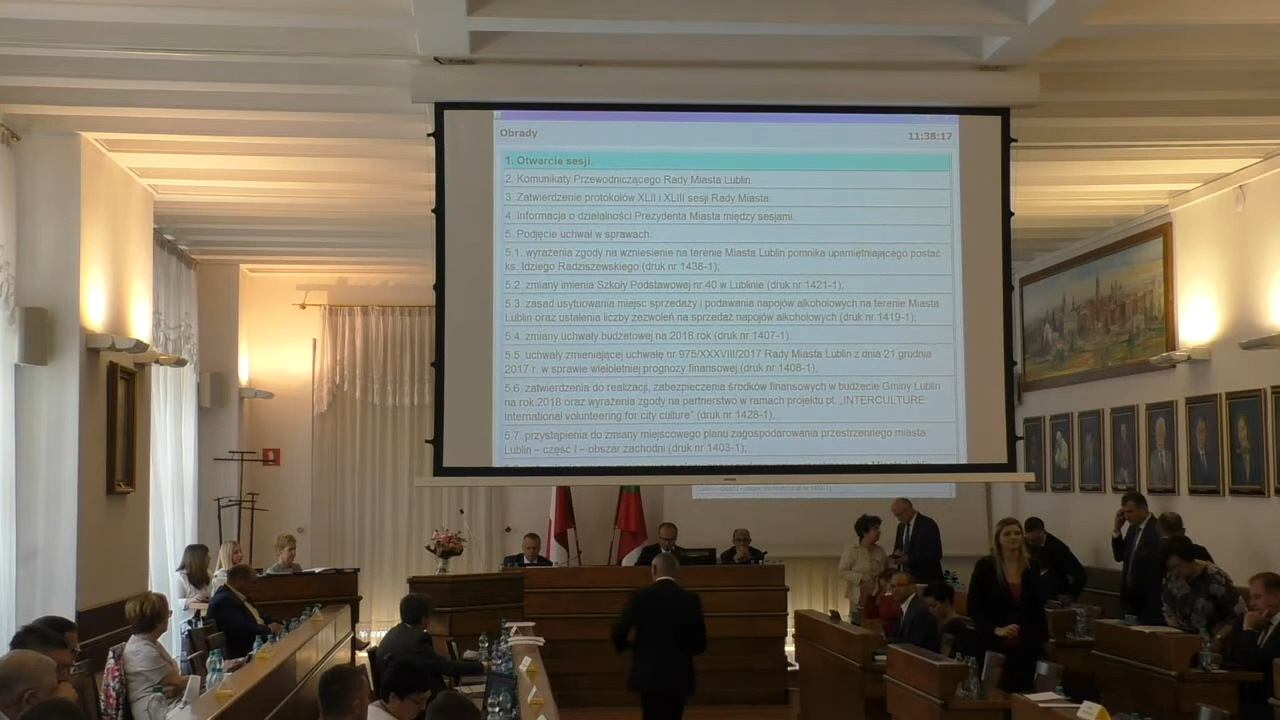 Obrady
11:38:17
1. Otwarcie sesji.
2. Komunikaty Przewodniczącego Rady Miasta Lublin.
3. Zatwierdzenie protokołów XLII i XLIII sesji Rady Miasta.
4. Informacja o działalności Prezydenta Miasta między sesjami.
5. Podjęcie uchwał w sprawach:
5.1. wyrażenia zgody na wzniesienie na terenie Miasta Lublin pomnika upamiętniającego postać
ks. Idziego Radziszewskiego (druk nr 1438-1);
5.2. zmiany imienia Szkoły Podstawowej nr 40 w Lublinie (druk nr 1421-1);
5.3. zasad usytuowania miejsc sprzedaży i podawania napojów alkoholowych na terenie Miasta
Lublin oraz ustalenia liczby zezwoleń na sprzedaż napojów alkoholowych (druk nr 1419-1);
5.4. zmiany uchwały budżetowej na 2018 rok (druk nr 1407-1);
5.5. uchwały zmieniającej uchwałę nr 975/XXXVIII/2017 Rady Miasta Lublin z dnia 21 grudnia
2017 r. w sprawie wieloletniej prognozy finansowej (druk nr 1408-1);
5.6. zatwierdzenia do realizacji, zabezpieczenia środków finansowych w budżecie Gminy Lublin
na rok 2018 oraz wyrażenia zgody na partnerstwo w ramach projektu pt. „INTERCULTURE:
International volunteering for city culture" (druk nr 1428-1);
5.7. przystąpienia do zmiany miejscowego planu zagospodarowania przestrzennego miasta
Lublin – część I – obszar zachodni (druk nr 1403-1);